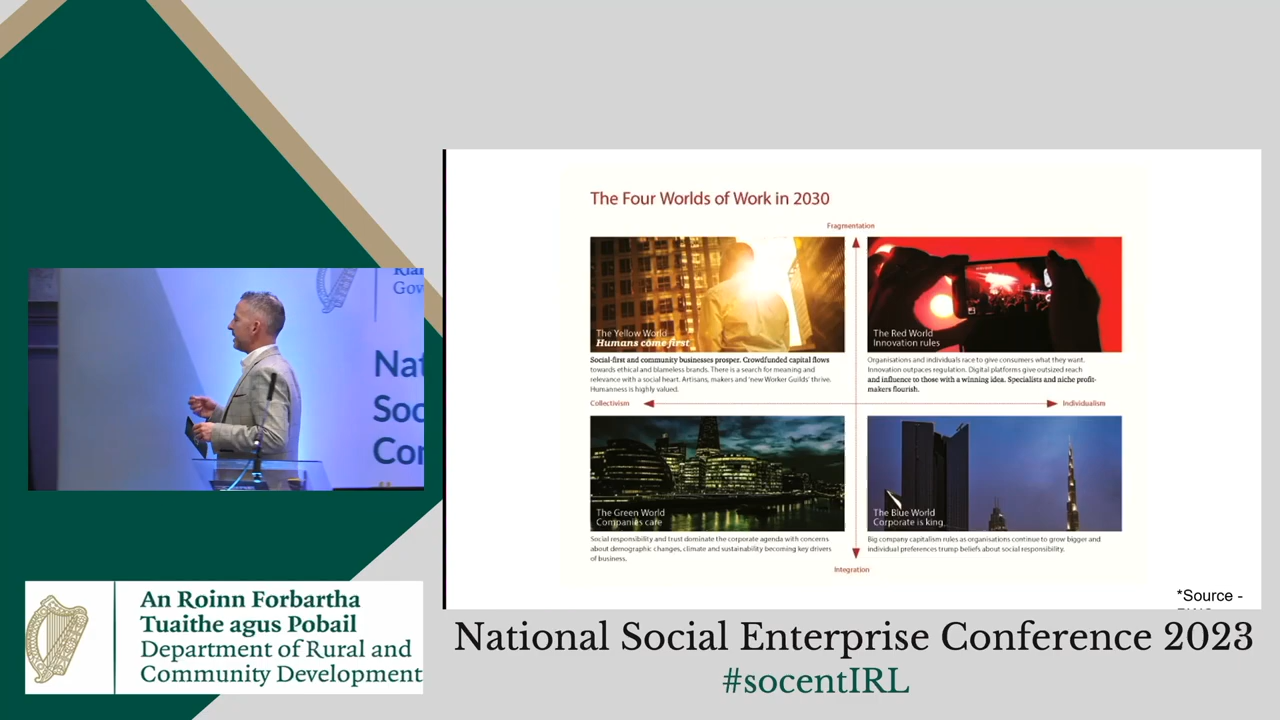 The Four Worlds of Work in 2030
Fragmentation
The Yellow World
Humans come first
Social-first and community businesses prosper. Crowdfunded capital flows
towards ethical and blameless brands. There is a search for meaning and
relevance with a social heart. Artisans, makers and 'new Worker Guilds' thrive.
Humanness is highly valued.
The Red World
Innovation rules
Organisations and individuals race to give consumers what they want.
Innovation outpaces regulation. Digital platforms give outsized reach
and influence to those with a winning idea. Specialists and niche profit-
makers flourish.
Collectivism
Individualism
The Green World
Companies care
Social responsibility and trust dominate the corporate agenda with concerns
about demographic changes, climate and sustainability becoming key drivers
of business.
The Blue World
Corporate is king
Big company capitalism rules as organisations continue to grow bigger and
individual preferences trump beliefs about social responsibility.
Integration
*Source -
Gov
Nat
Soc
Con
An Roinn Forbartha
Tuaithe agus Pobail
Department of Rural and
Community Development
National Social Enterprise Conference 2023
#socentIRL